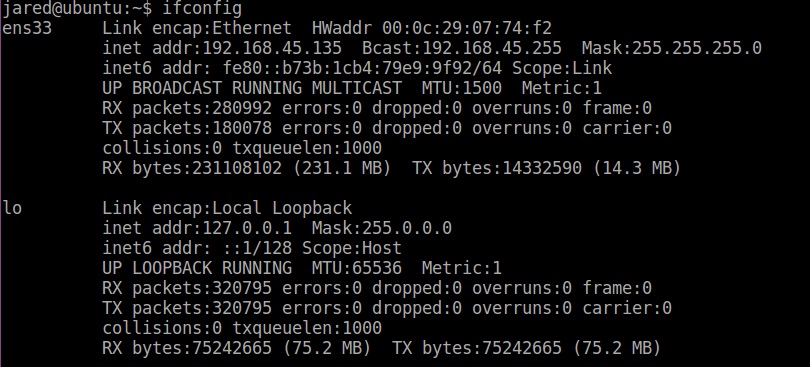 jared@ubuntu:~$ ifconfig
ens33     Link encap:Ethernet  HWaddr 00:0c:29:07:74:f2
          inet addr:192.168.45.135  Bcast:192.168.45.255  Mask:255.255.255.0
          inet6 addr: fe80::b73b:1cb4:79e9:9f92/64 Scope:Link
          UP BROADCAST RUNNING MULTICAST  MTU:1500  Metric:1
          RX packets:280992 errors:0 dropped:0 overruns:0 frame:0
          TX packets:180078 errors:0 dropped:0 overruns:0 carrier:0
          collisions:0 txqueuelen:1000
          RX bytes:231108102 (231.1 MB)  TX bytes:14332590 (14.3 MB)

lo        Link encap:Local Loopback
          inet addr:127.0.0.1  Mask:255.0.0.0
          inet6 addr: ::1/128 Scope:Host
          UP LOOPBACK RUNNING  MTU:65536  Metric:1
          RX packets:320795 errors:0 dropped:0 overruns:0 frame:0
          TX packets:320795 errors:0 dropped:0 overruns:0 carrier:0
          collisions:0 txqueuelen:1000
          RX bytes:75242665 (75.2 MB)  TX bytes:75242665 (75.2 MB)